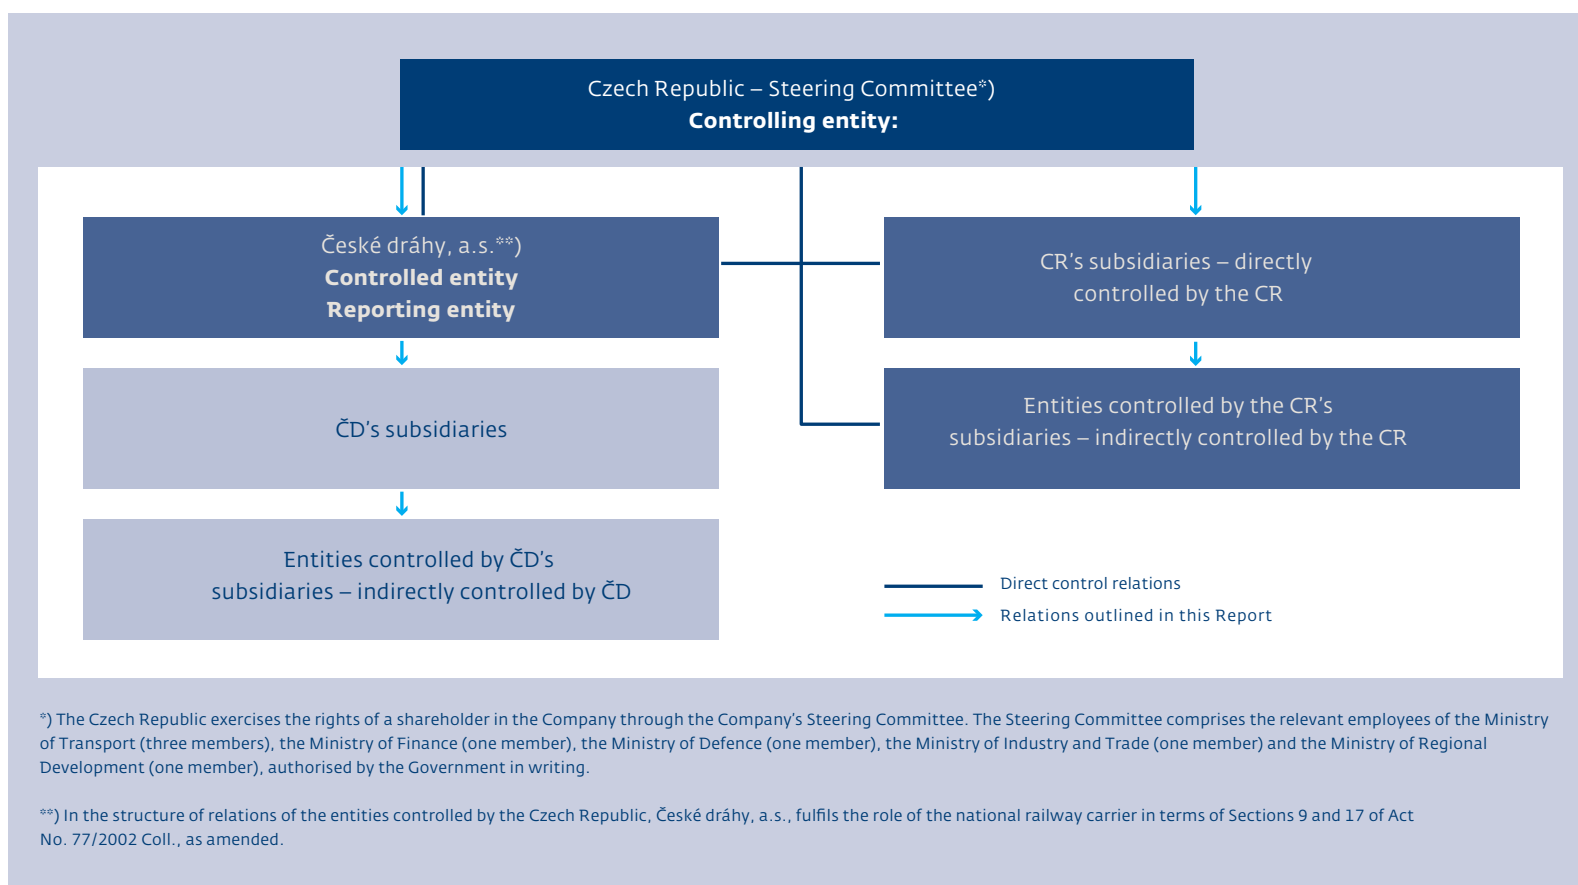 Czech Republic – Steering Committee*)
Controlling entity:
České dráhy, a.s.**)
Controlled entity
Reporting entity
CR's subsidiaries – directly
controlled by the CR
ČD's subsidiaries
Entities controlled by the CR's
subsidiaries – indirectly controlled by the CR
Entities controlled by ČD's
subsidiaries – indirectly controlled by ČD
Direct control relations
Relations outlined in this Report
*) The Czech Republic exercises the rights of a shareholder in the Company through the Company's Steering Committee. The Steering Committee comprises the relevant employees of the Ministry
of Transport (three members), the Ministry of Finance (one member), the Ministry of Defence (one member), the Ministry of Industry and Trade (one member) and the Ministry of Regional
Development (one member), authorised by the Government in writing.
**) In the structure of relations of the entities controlled by the Czech Republic, České dráhy, a.s., fulfils the role of the national railway carrier in terms of Sections 9 and 17 of Act
No. 77/2002 Coll., as amended.